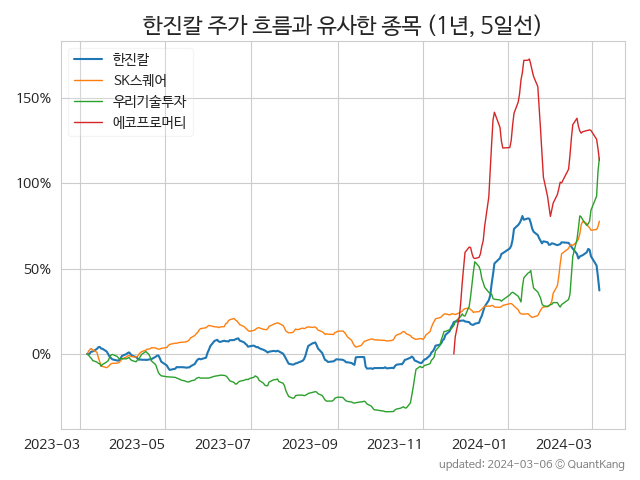 한진칼 주가 흐름과 유사한 종목 (1년, 5일선)
한진칼
SK스퀘어
우리기술투자
에코프로머티
150%
100%
50%
0%
2023-03 2023-05 2023-07 2023-09 2023-11 2024-01 2024-03
updated: 2024-03-06 © QuantKang